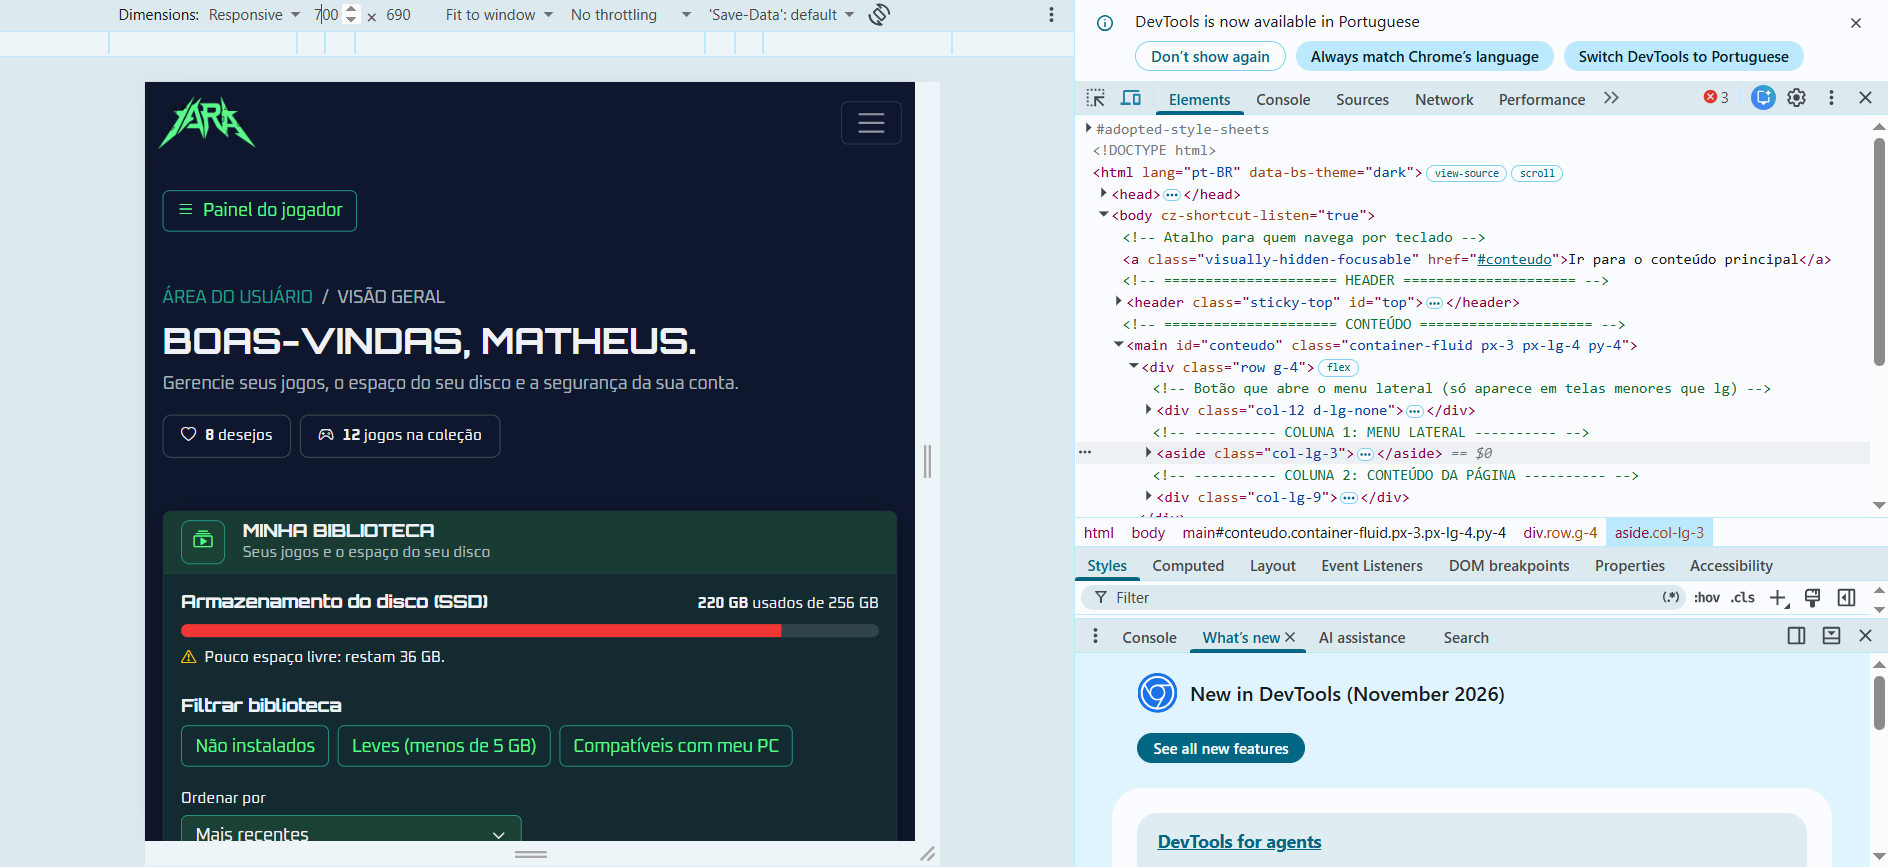 Dimensions: Responsive 700 × 690 Fit to window No throttling 'Save-Data': default
JARA
Painel do jogador
ÁREA DO USUÁRIO / VISÃO GERAL
BOAS-VINDAS, MATHEUS.
Gerencie seus jogos, o espaço do seu disco e a segurança da sua conta.
8 desejos
12 jogos na coleção
MINHA BIBLIOTECA
Seus jogos e o espaço do seu disco
Armazenamento do disco (SSD) 220 GB usados de 256 GB
Pouco espaço livre: restam 36 GB.
Filtrar biblioteca
Não instalados
Leves (menos de 5 GB)
Compatíveis com meu PC
Ordenar por
Mais recentes
DevTools is now available in Portuguese
Don't show again
Always match Chrome's language
Switch DevTools to Portuguese
Elements Console Sources Network Performance 3
#adopted-style-sheets
<!DOCTYPE html>
<html lang="pt-BR" data-bs-theme="dark"> view-source scroll
<head> ... </head>
<body cz-shortcut-listen="true">
<!-- Atalho para quem navega por teclado -->
<a class="visually-hidden-focusable" href="#conteudo">Ir para o conteúdo principal</a>
<!-- ===================== HEADER ===================== -->
<header class="sticky-top" id="top"> ... </header>
<!-- ===================== CONTEÚDO ===================== -->
<main id="conteudo" class="container-fluid px-3 px-lg-4 py-4">
<div class="row g-4"> flex
<!-- Botão que abre o menu lateral (só aparece em telas menores que lg) -->
<div class="col-12 d-lg-none"> ... </div>
<!-- ---------- COLUNA 1: MENU LATERAL ---------- -->
... <aside class="col-lg-3"> ... </aside> == $0
<!-- ---------- COLUNA 2: CONTEÚDO DA PÁGINA ---------- -->
<div class="col-lg-9"> ... </div>
</div>
html body main#conteudo.container-fluid.px-3.px-lg-4.py-4 div.row.g-4 aside.col-lg-3
Styles Computed Layout Event Listeners DOM breakpoints Properties Accessibility
Filter (.*) :hov .cls
Console What's new AI assistance Search
New in DevTools (November 2026)
See all new features
DevTools for agents